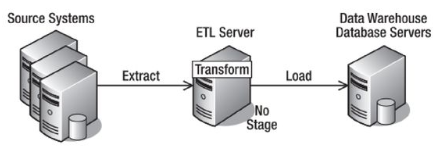 Source Systems
ETL Server
Data Warehouse
Database Servers
Extract
Transform
Load
No
Stage